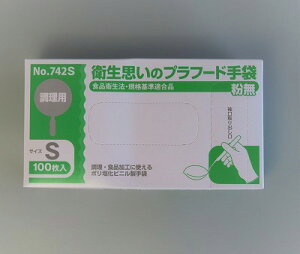 No.742S
衛生思いのプラフード手袋
食品衛生法・規格基準適合品
粉無
調理用
サイズ
S
100枚入
調理・食品加工に使える
ポリ塩化ビニル製手袋